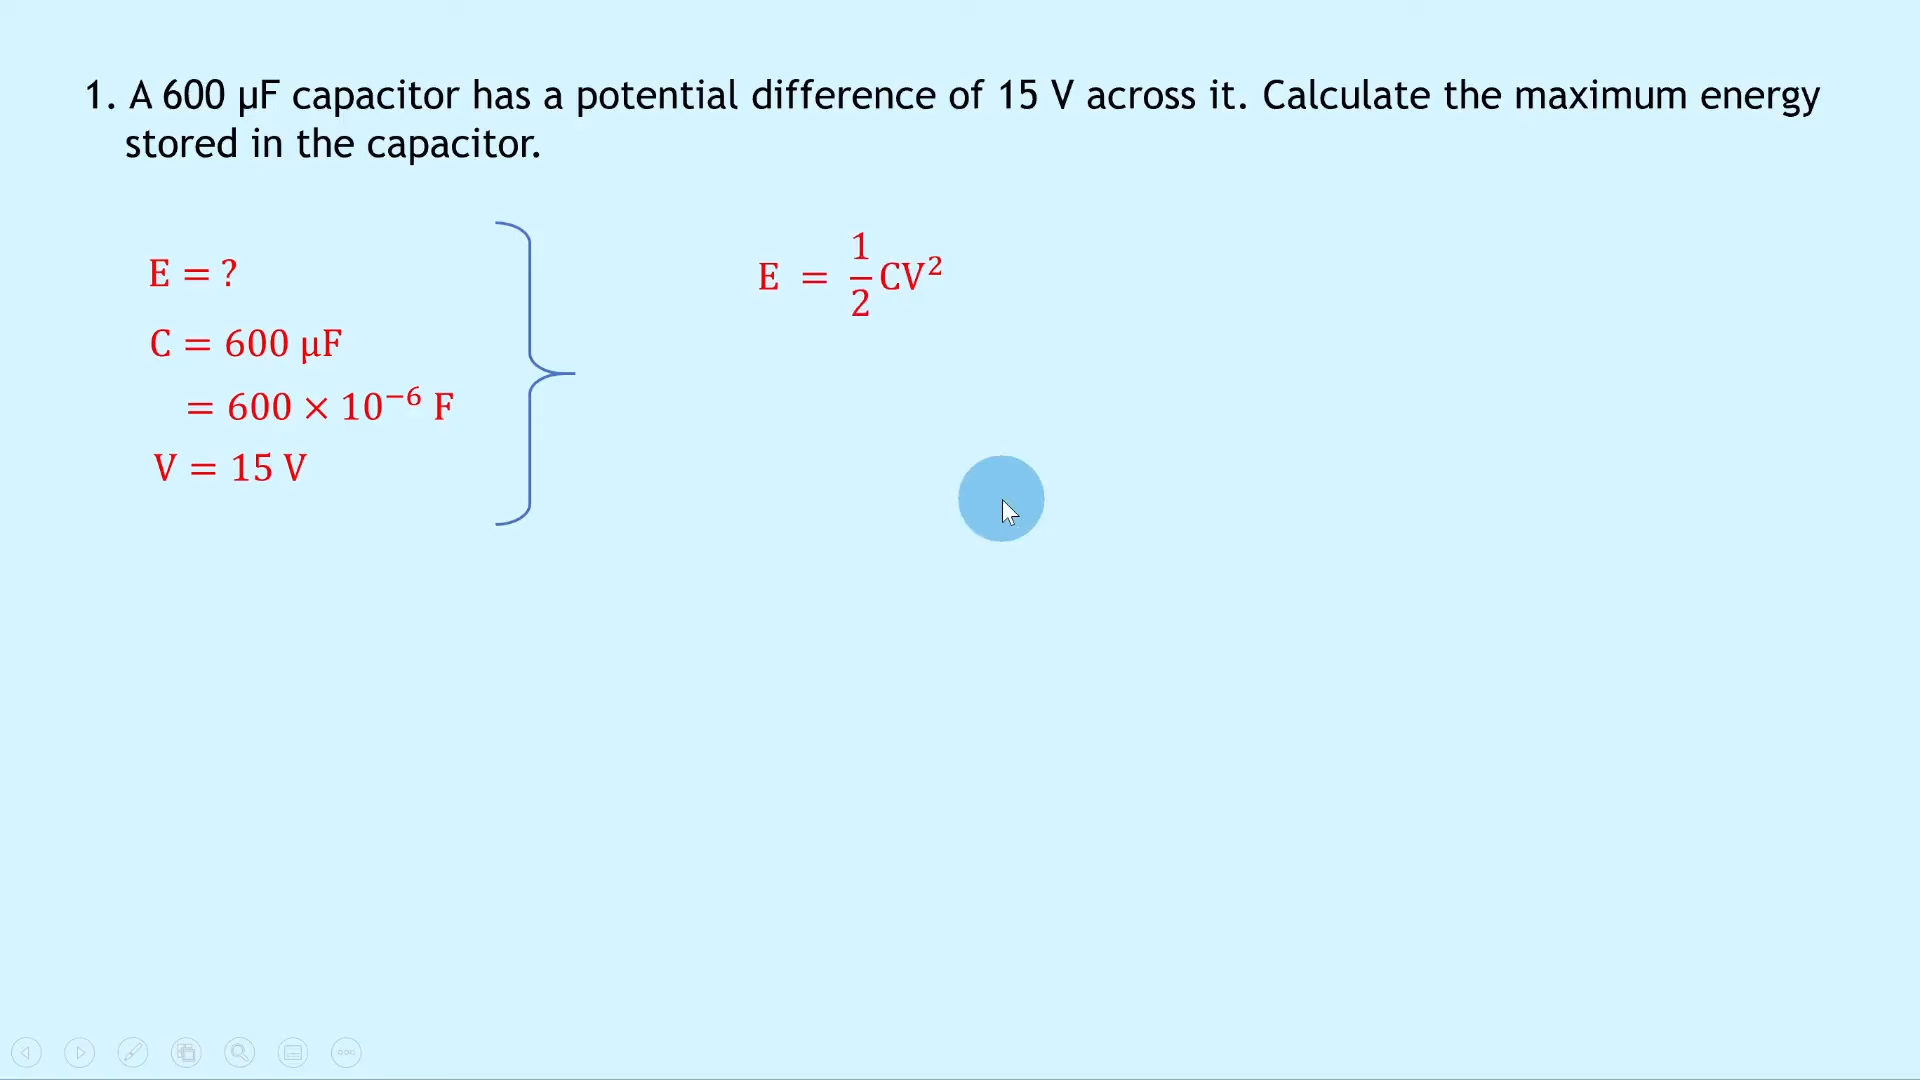 1. A 600 μF capacitor has a potential difference of 15 V across it. Calculate the maximum energy
stored in the capacitor.
E = ?
C = 600 μF
= 600 × 10⁻⁶ F
V = 15 V
E = 1/2 CV²